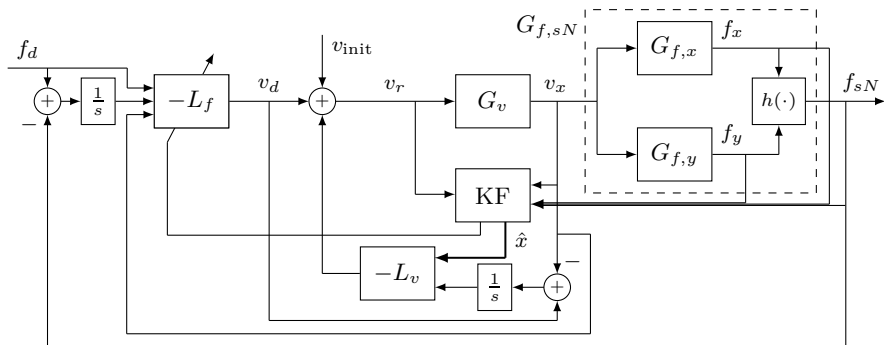 G_{f,sN}
v_init
f_d
f_x
G_{f,x}
1/s
-L_f
v_d
+
+
v_r
G_v
v_x
h(·)
f_{sN}
−
f_y
G_{f,y}
KF
x̂
-L_v
1/s
−
+